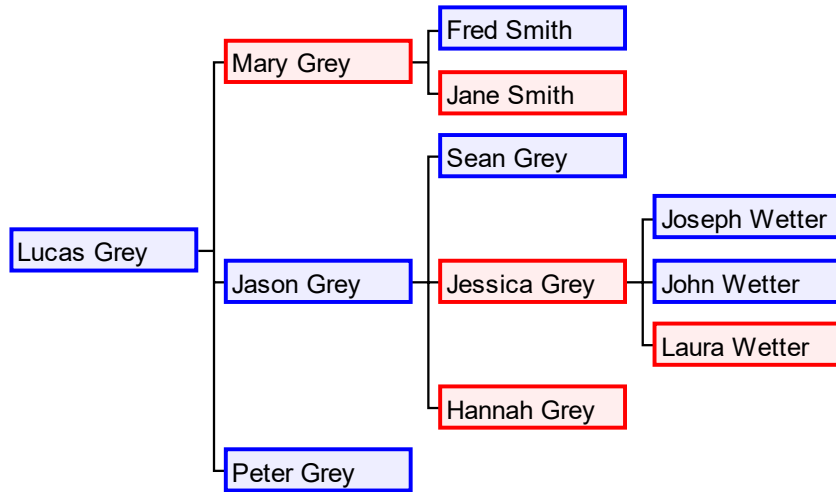 Fred Smith
Mary Grey
Jane Smith
Sean Grey
Joseph Wetter
Lucas Grey
Jason Grey
Jessica Grey
John Wetter
Laura Wetter
Hannah Grey
Peter Grey